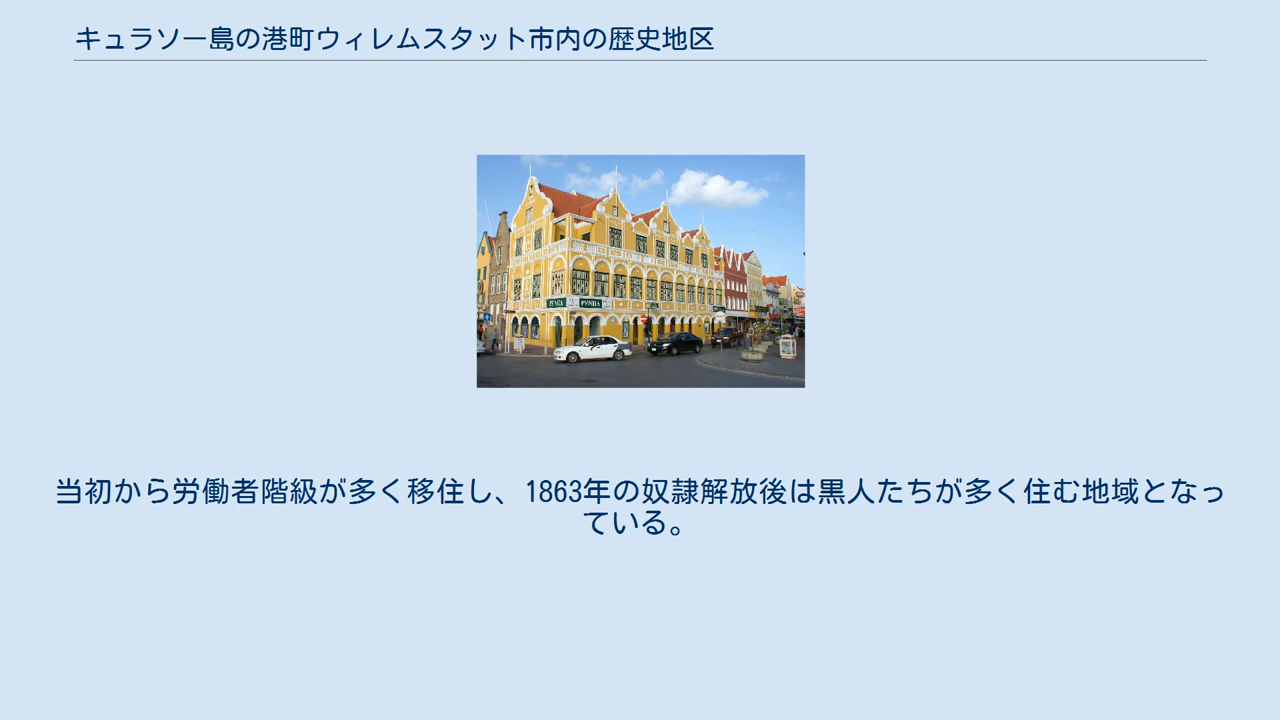 キュラソー島の港町ウィレムスタット市内の歴史地区
PENHA
PENHA
当初から労働者階級が多く移住し、1863年の奴隷解放後は黒人たちが多く住む地域となっ
ている。